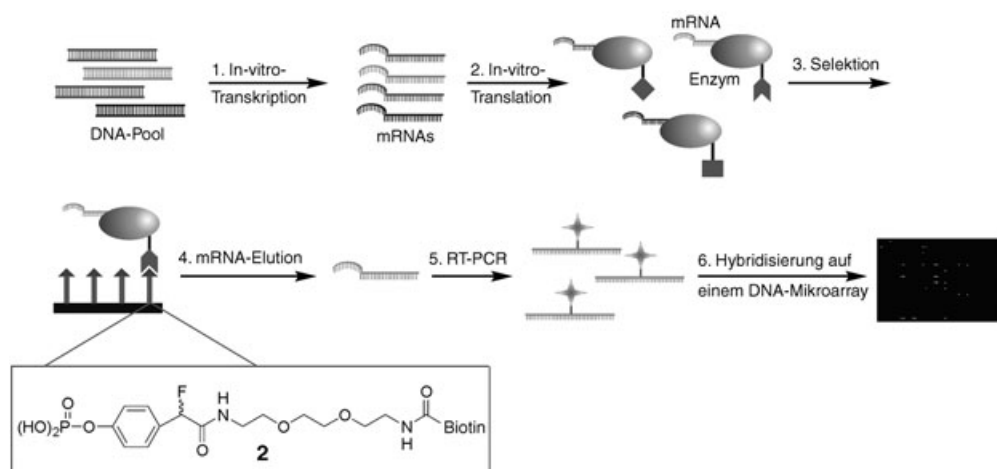 mRNA
1. In-vitro-
Transkription
2. In-vitro-
Translation
Enzym
3. Selektion
DNA-Pool
mRNAs
4. mRNA-Elution
5. RT-PCR
6. Hybridisierung auf
einem DNA-Mikroarray
F
O
(HO)2P
O
O
H
N
O
O
N
H
O
Biotin
2